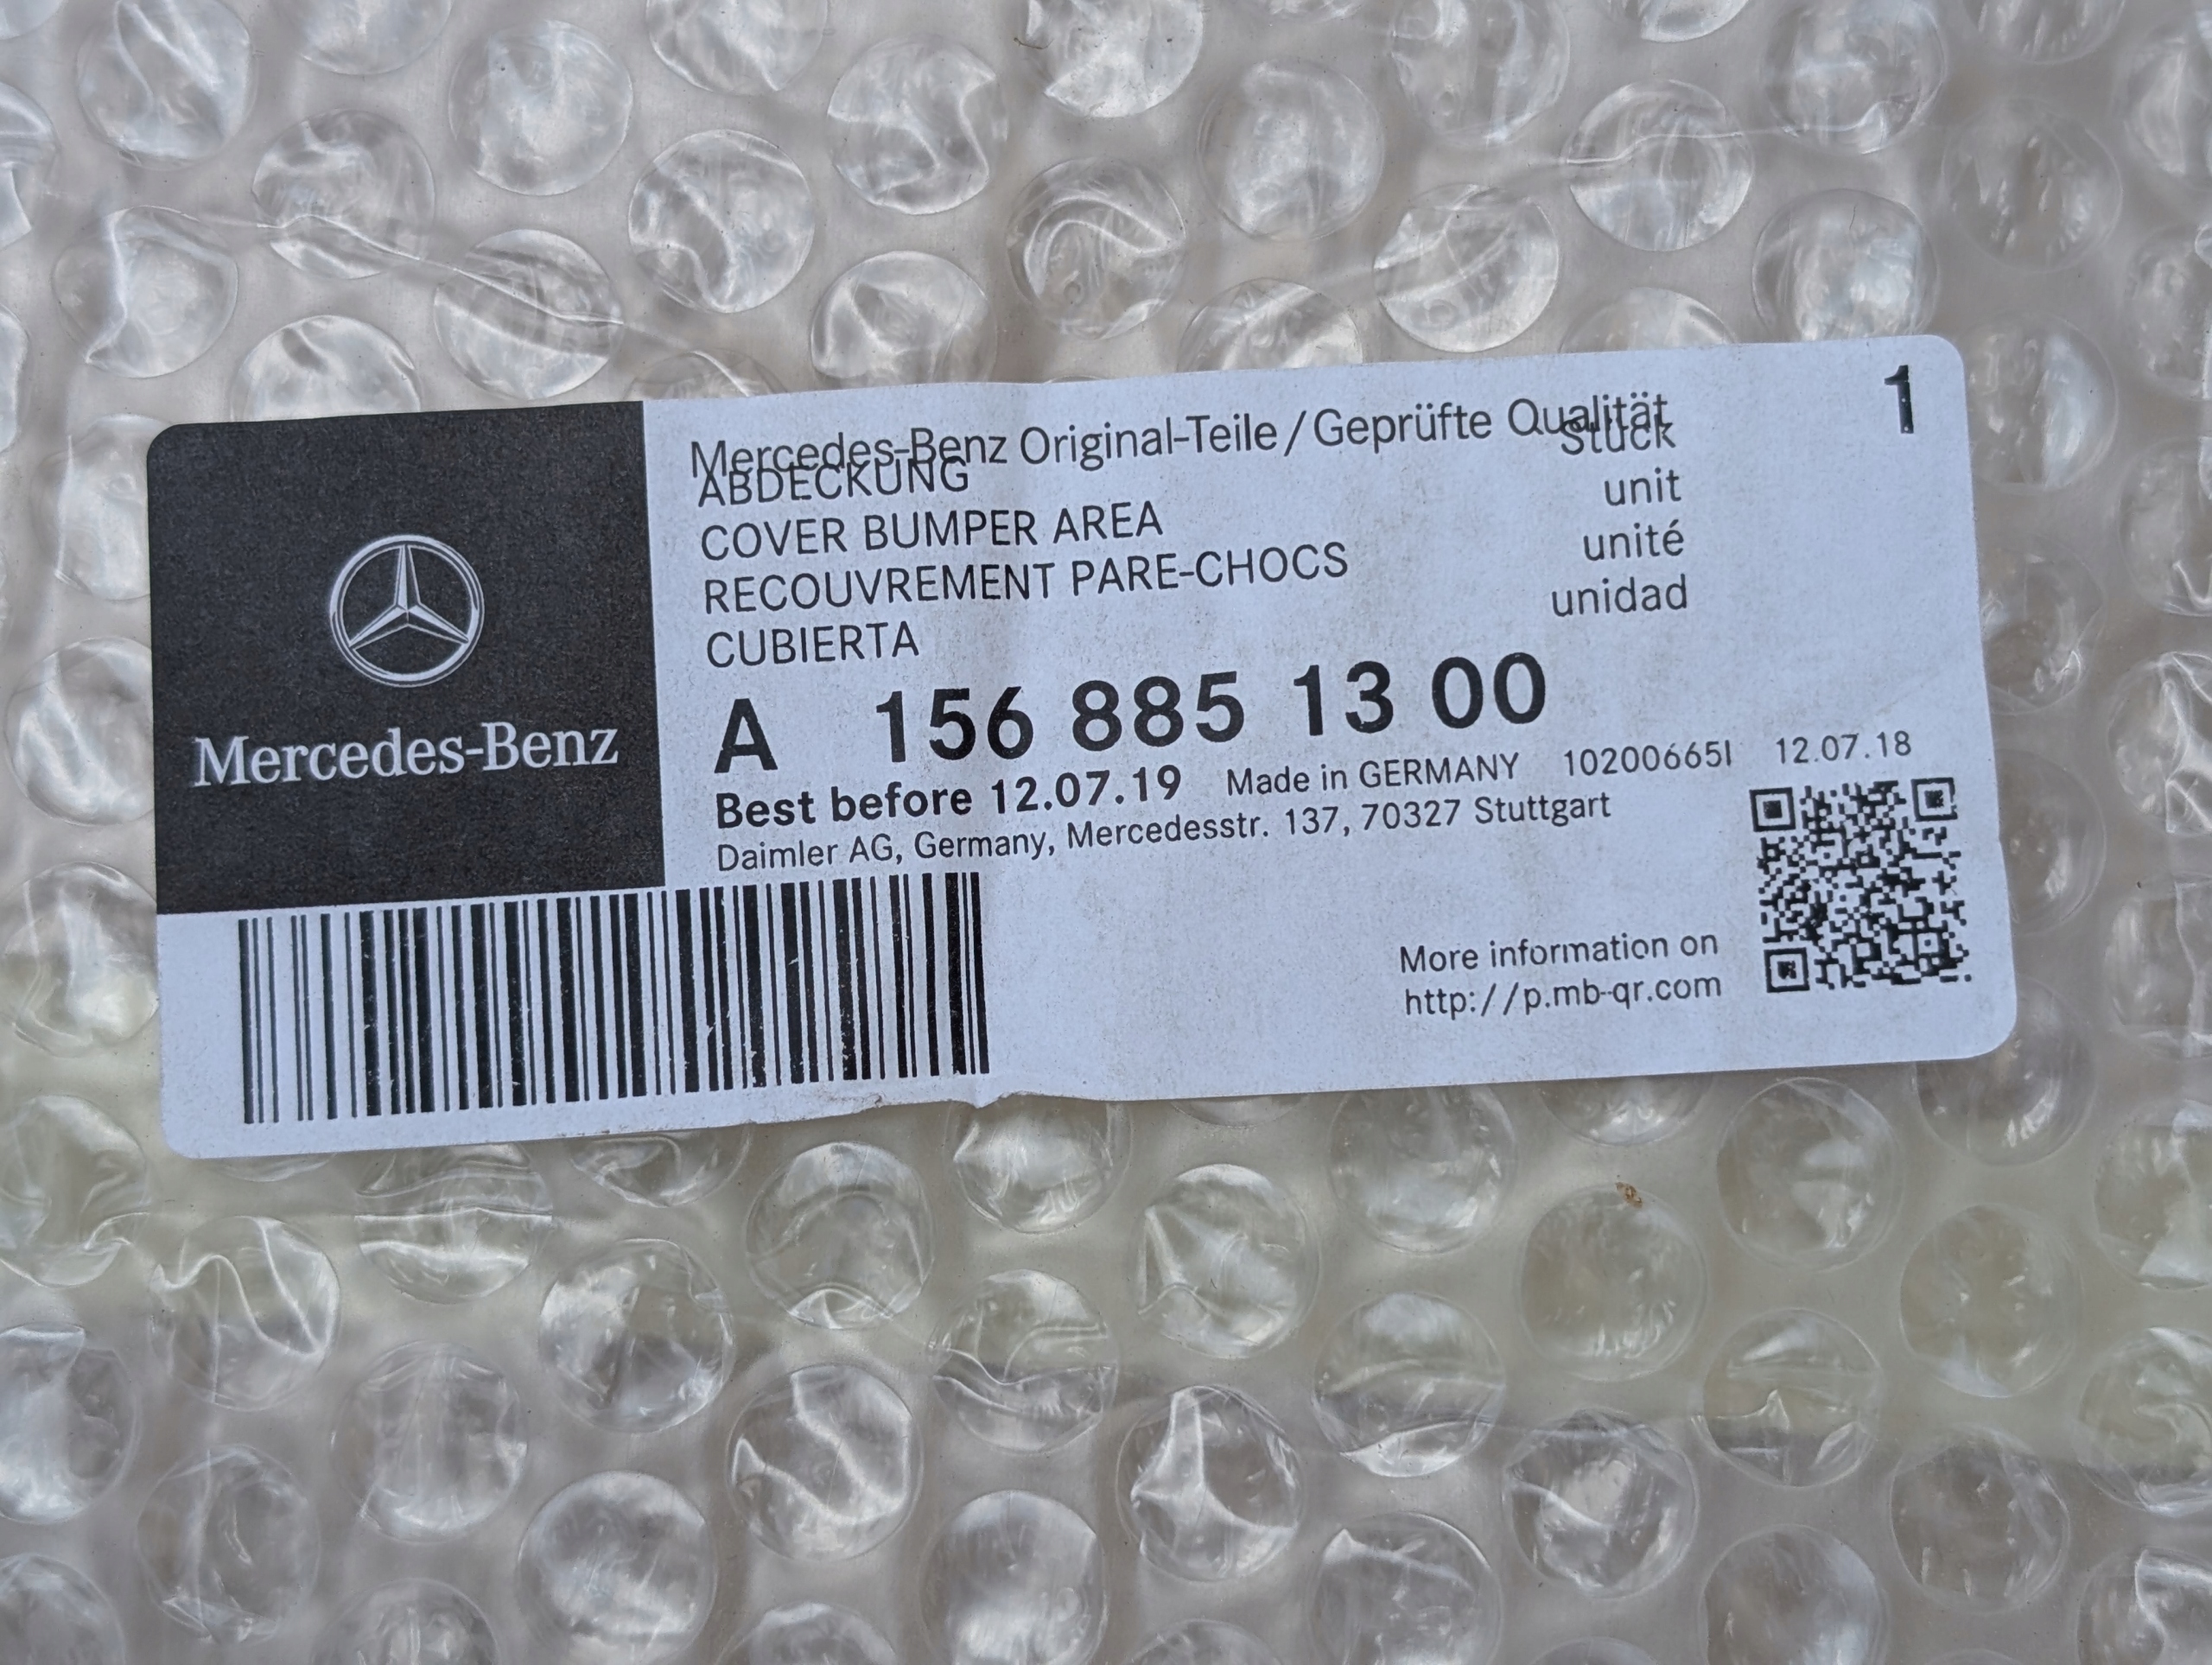 Mercedes-Benz
Mercedes-Benz Original-Teile/Geprüfte Qualität
1
ABDECKUNG
Stück
COVER BUMPER AREA
unit
RECOUVREMENT PARE-CHOCS
unité
CUBIERTA
unidad
A 156 885 13 00
Best before 12.07.19 Made in GERMANY 10200665I 12.07.18
Daimler AG, Germany, Mercedesstr. 137, 70327 Stuttgart
More information on
http://p.mb-qr.com